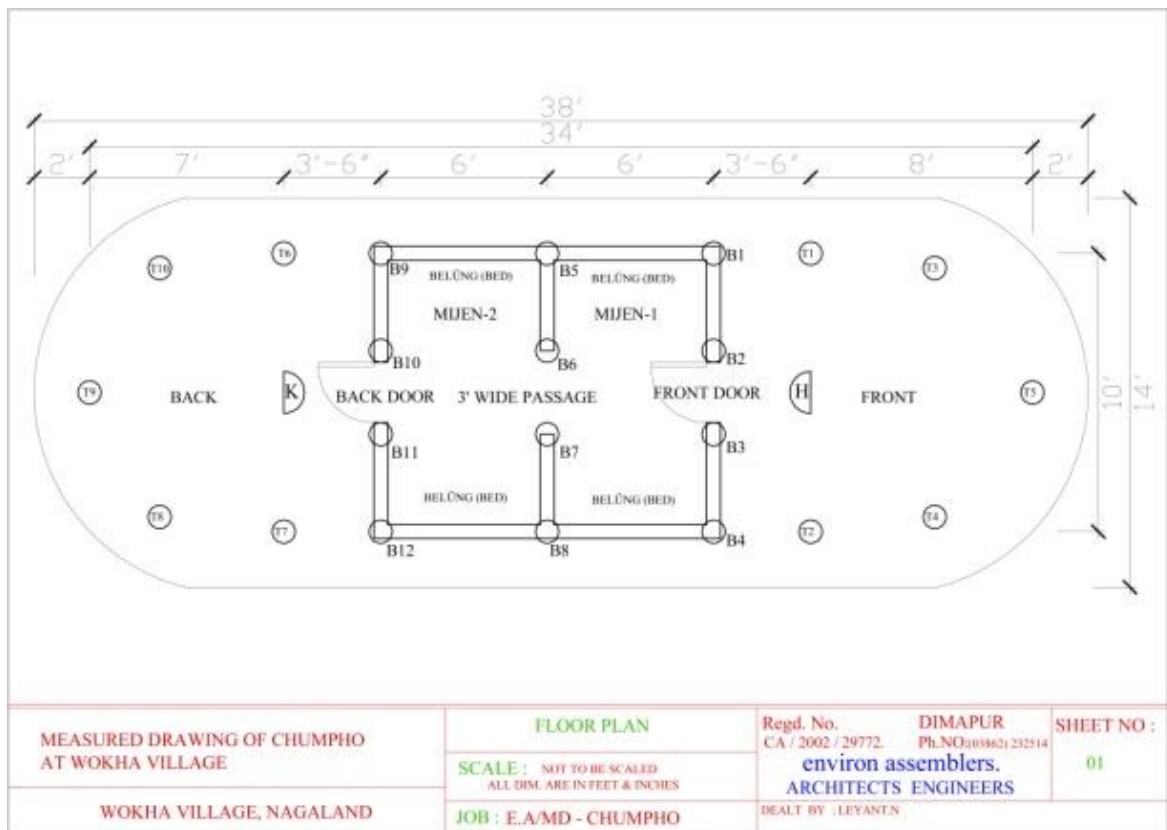 38'
34'
2' 7' 3'-6" 6' 6' 3'-6" 8' 2'
T10 T6 B9 B5 B1 T1 T3
BELÜNG (BED) BELÜNG (BED)
MIJEN-2 MIJEN-1
B10 B6 B2
T9 BACK K BACK DOOR 3' WIDE PASSAGE FRONT DOOR H FRONT T5
10' 14'
B11 B7 B3
BELÜNG (BED) BELÜNG (BED)
T8 T7 B12 B8 B4 T2 T4
MEASURED DRAWING OF CHUMPHO
AT WOKHA VILLAGE
WOKHA VILLAGE, NAGALAND
FLOOR PLAN
SCALE : NOT TO BE SCALED
ALL DIM. ARE IN FEET & INCHES
JOB : E.A/MD - CHUMPHO
Regd. No. DIMAPUR
CA / 2002 / 29772. Ph.NO:(03862) 232514
environ assemblers.
ARCHITECTS ENGINEERS
DEALT BY : LEYANT.N
SHEET NO :
01